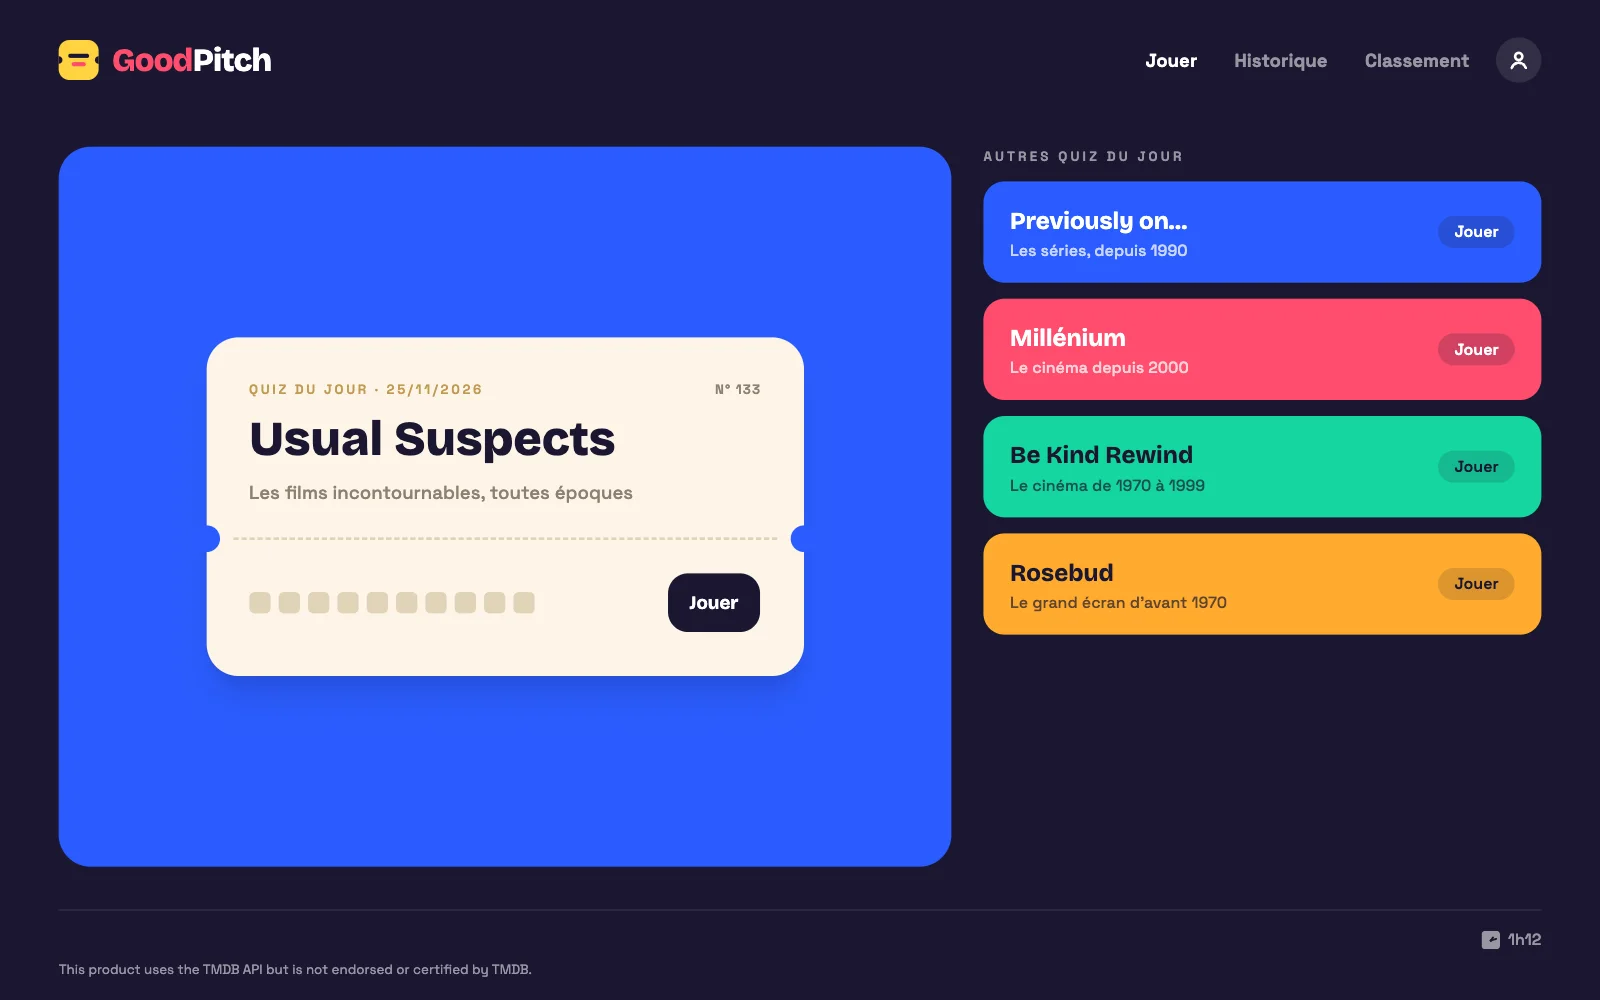 GoodPitch
Jouer
Historique
Classement
QUIZ DU JOUR · 25/11/2026
N° 133
Usual Suspects
Les films incontournables, toutes époques
Jouer
AUTRES QUIZ DU JOUR
Previously on...
Les séries, depuis 1990
Jouer
Millénium
Le cinéma depuis 2000
Jouer
Be Kind Rewind
Le cinéma de 1970 à 1999
Jouer
Rosebud
Le grand écran d'avant 1970
Jouer
1h12
This product uses the TMDB API but is not endorsed or certified by TMDB.